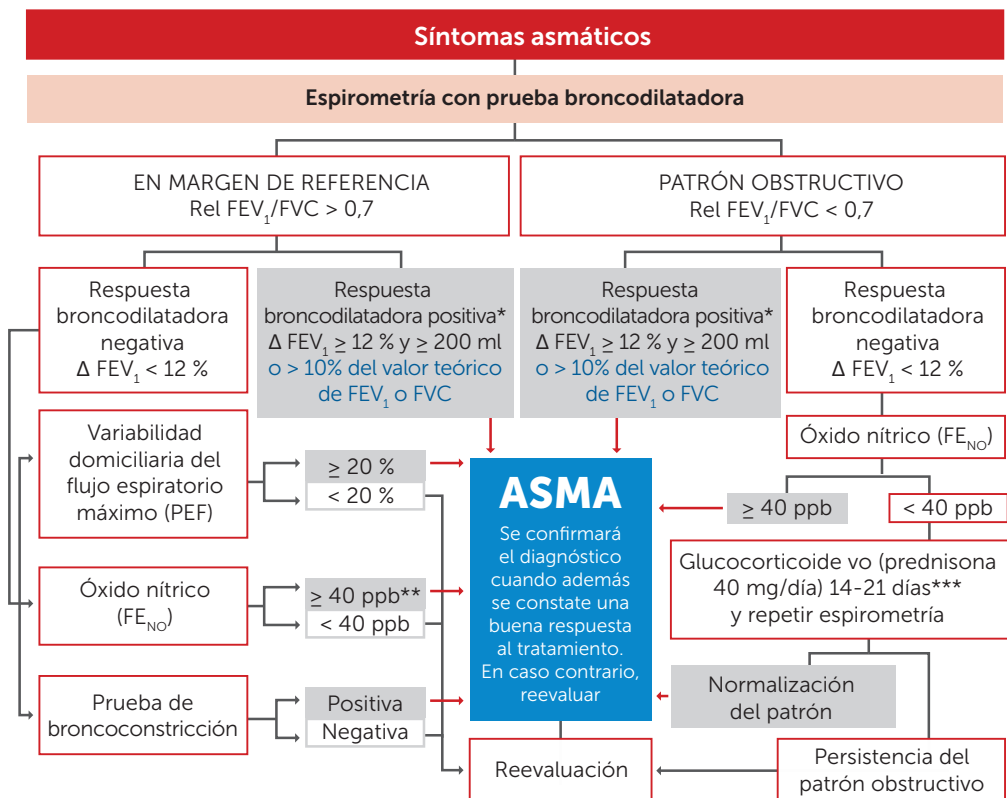 Síntomas asmáticos
Espirometría con prueba broncodilatadora
EN MARGEN DE REFERENCIA
Rel FEV₁/FVC > 0,7
PATRÓN OBSTRUCTIVO
Rel FEV₁/FVC < 0,7
Respuesta
broncodilatadora
negativa
Δ FEV₁ < 12 %
Respuesta
broncodilatadora positiva*
Δ FEV₁ ≥ 12 % y ≥ 200 ml
o > 10% del valor teórico
de FEV₁ o FVC
Respuesta
broncodilatadora positiva*
Δ FEV₁ ≥ 12 % y ≥ 200 ml
o > 10% del valor teórico
de FEV₁ o FVC
Respuesta
broncodilatadora
negativa
Δ FEV₁ < 12 %
Variabilidad
domiciliaria del
flujo espiratorio
máximo (PEF)
≥ 20 %
< 20 %
Óxido nítrico
(FE_NO)
≥ 40 ppb**
< 40 ppb
Prueba de
broncoconstricción
Positiva
Negativa
ASMA
Se confirmará
el diagnóstico
cuando además
se constate una
buena respuesta
al tratamiento.
En caso contrario,
reevaluar
Óxido nítrico (FE_NO)
≥ 40 ppb
< 40 ppb
Glucocorticoide vo (prednisona
40 mg/día) 14-21 días***
y repetir espirometría
Normalización
del patrón
Persistencia del
patrón obstructivo
Reevaluación